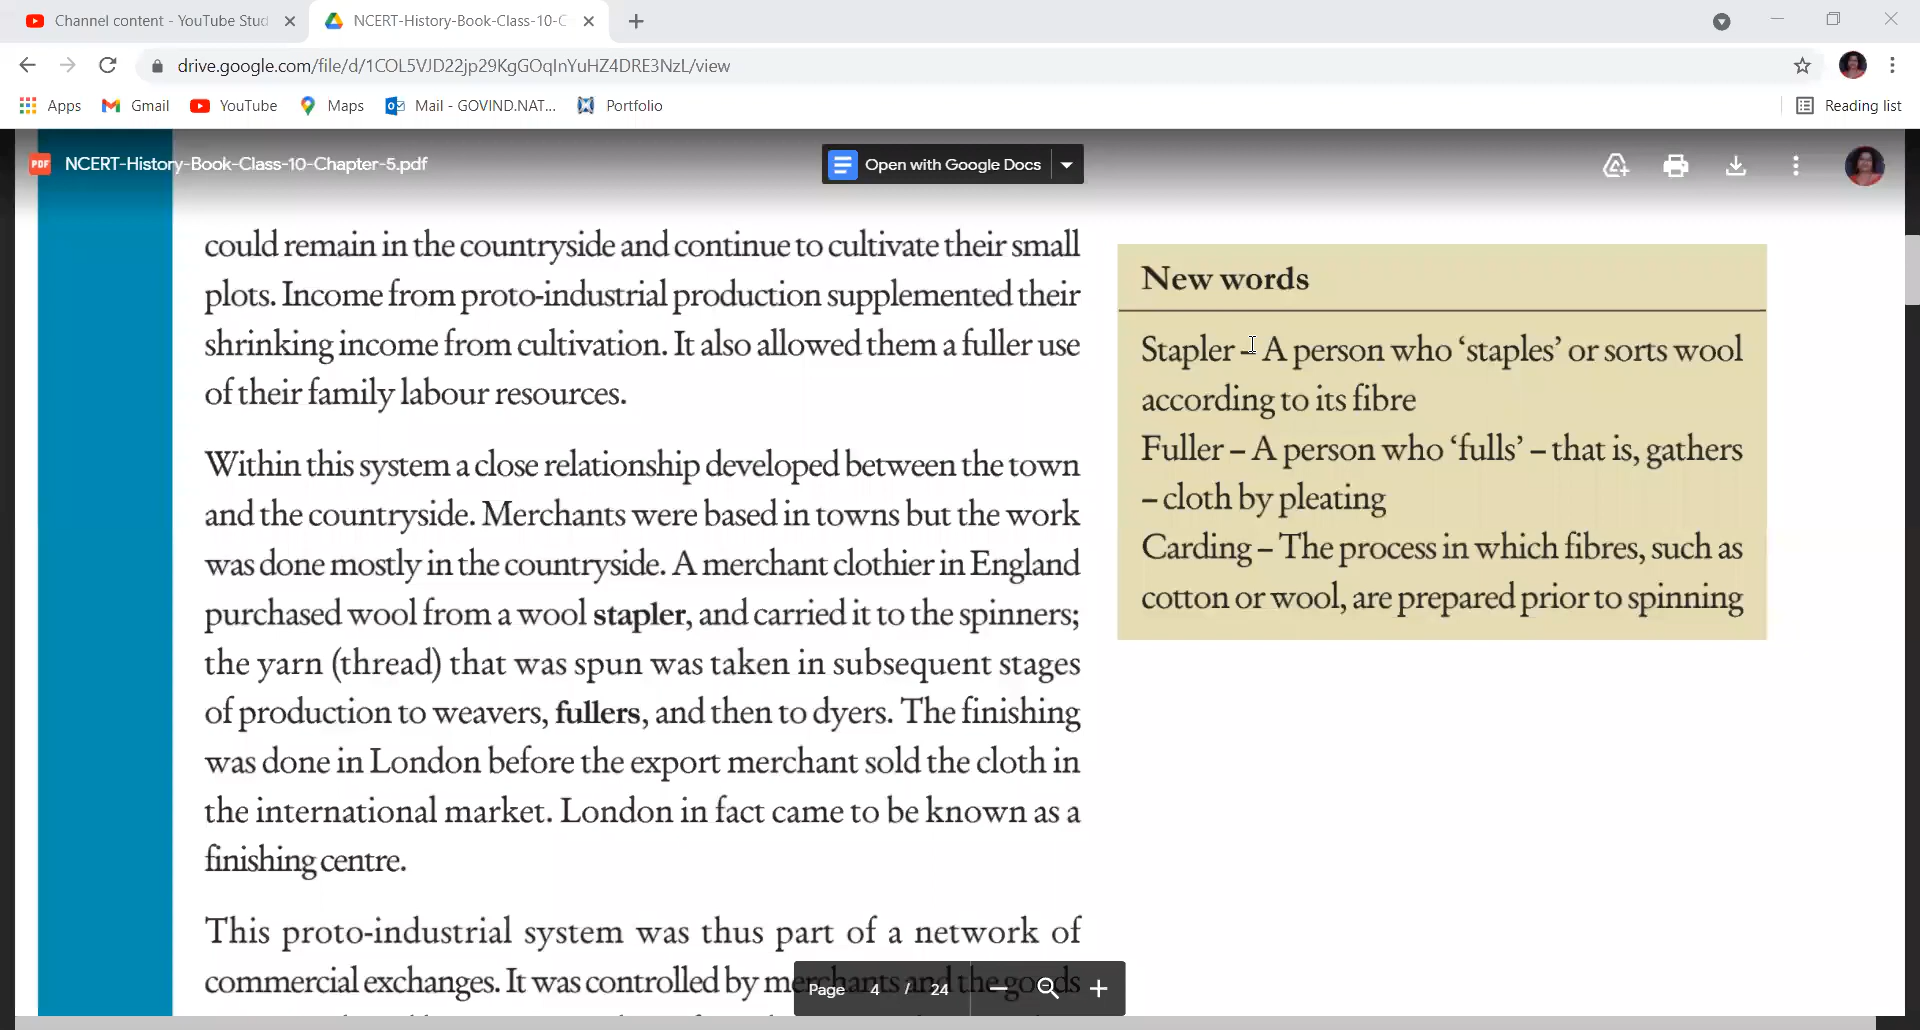 Channel content - YouTube Stud
NCERT-History-Book-Class-10-C
drive.google.com/file/d/1COL5VJD22jp29KgGOqInYuHZ4DRE3NzL/view
Apps
Gmail
YouTube
Maps
Mail - GOVIND.NAT...
Portfolio
Reading list
PDF
NCERT-History-Book-Class-10-Chapter-5.pdf
Open with Google Docs
could remain in the countryside and continue to cultivate their small
plots. Income from proto-industrial production supplemented their
shrinking income from cultivation. It also allowed them a fuller use
of their family labour resources.
Within this system a close relationship developed between the town
and the countryside. Merchants were based in towns but the work
was done mostly in the countryside. A merchant clothier in England
purchased wool from a wool stapler, and carried it to the spinners;
the yarn (thread) that was spun was taken in subsequent stages
of production to weavers, fullers, and then to dyers. The finishing
was done in London before the export merchant sold the cloth in
the international market. London in fact came to be known as a
finishing centre.
This proto-industrial system was thus part of a network of
commercial exchanges. It was controlled by merchants and the goods
New words
Stapler – A person who ‘staples’ or sorts wool
according to its fibre
Fuller – A person who ‘fulls’ – that is, gathers
– cloth by pleating
Carding – The process in which fibres, such as
cotton or wool, are prepared prior to spinning
Page 4 / 24